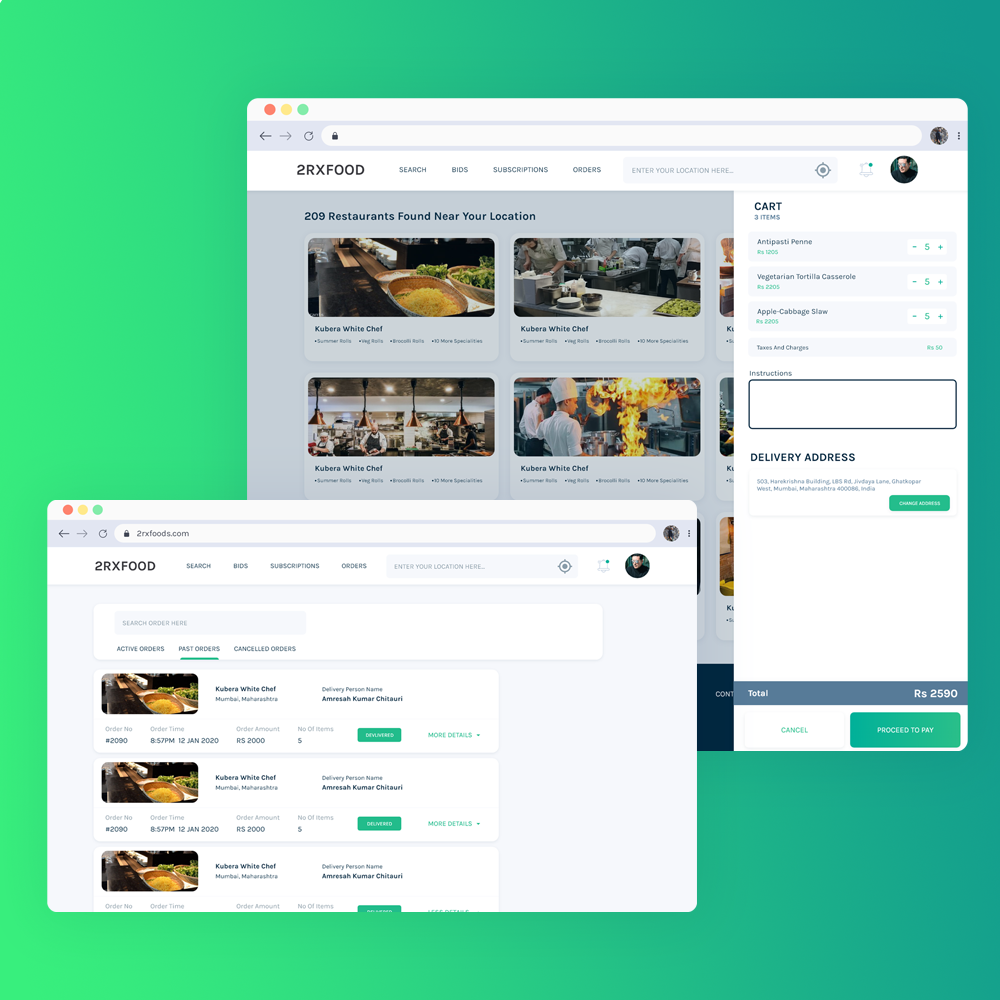 2RXFOOD
SEARCH
BIDS
SUBSCRIPTIONS
ORDERS
ENTER YOUR LOCATION HERE...
209 Restaurants Found Near Your Location
Kubera White Chef
•Summer Rolls •Veg Rolls •Brocolli Rolls •10 More Specialities
Kubera White Chef
•Summer Rolls •Veg Rolls •Brocolli Rolls •10 More Specialities
Ku
•Su
Kubera White Chef
•Summer Rolls •Veg Rolls •Brocolli Rolls •10 More Specialities
Kubera White Chef
•Summer Rolls •Veg Rolls •Brocolli Rolls •10 More Specialities
Ku
•Su
Ku
•Su
CONT
CART
3 ITEMS
Antipasti Penne
Rs 1205
- 5 +
Vegetarian Tortilla Casserole
Rs 2205
- 5 +
Apple-Cabbage Slaw
Rs 2205
- 5 +
Taxes And Charges
Rs 50
Instructions
DELIVERY ADDRESS
503, Harekrishna Building, LBS Rd, Jivdaya Lane, Ghatkopar
West, Mumbai, Maharashtra 400086, India
CHANGE ADDRESS
Total
Rs 2590
CANCEL
PROCEED TO PAY
2rxfoods.com
2RXFOOD
SEARCH
BIDS
SUBSCRIPTIONS
ORDERS
ENTER YOUR LOCATION HERE...
SEARCH ORDER HERE
ACTIVE ORDERS
PAST ORDERS
CANCELLED ORDERS
Kubera White Chef
Mumbai, Maharashtra
Delivery Person Name
Amresah Kumar Chitauri
Order No
Order Time
Order Amount
No Of Items
#2090
8:57PM 12 JAN 2020
RS 2000
5
DEVLIVERED
MORE DETAILS
Kubera White Chef
Mumbai, Maharashtra
Delivery Person Name
Amresah Kumar Chitauri
Order No
Order Time
Order Amount
No Of Items
#2090
8:57PM 12 JAN 2020
RS 2000
5
DELIVERED
MORE DETAILS
Kubera White Chef
Mumbai, Maharashtra
Delivery Person Name
Amresah Kumar Chitauri
Order No
Order Time
Order Amount
No Of Items